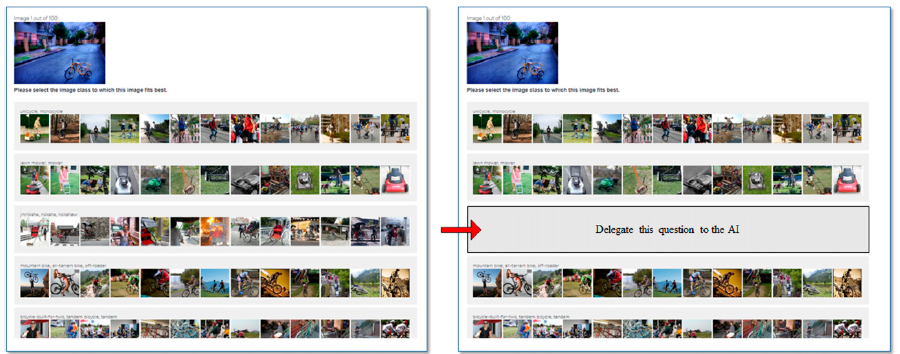 Image 1 out of 100
Please select the image class to which this image fits best.
unicycle, monocycle
lawn mower, mower
jinrikisha, ricksha, rickshaw
mountain bike, all-terrain bike, off-roader
bicycle-built-for-two, tandem bicycle, tandem
Image 1 out of 100
Please select the image class to which this image fits best.
unicycle, monocycle
lawn mower, mower
Delegate this question to the AI
mountain bike, all-terrain bike, off-roader
bicycle-built-for-two, tandem bicycle, tandem